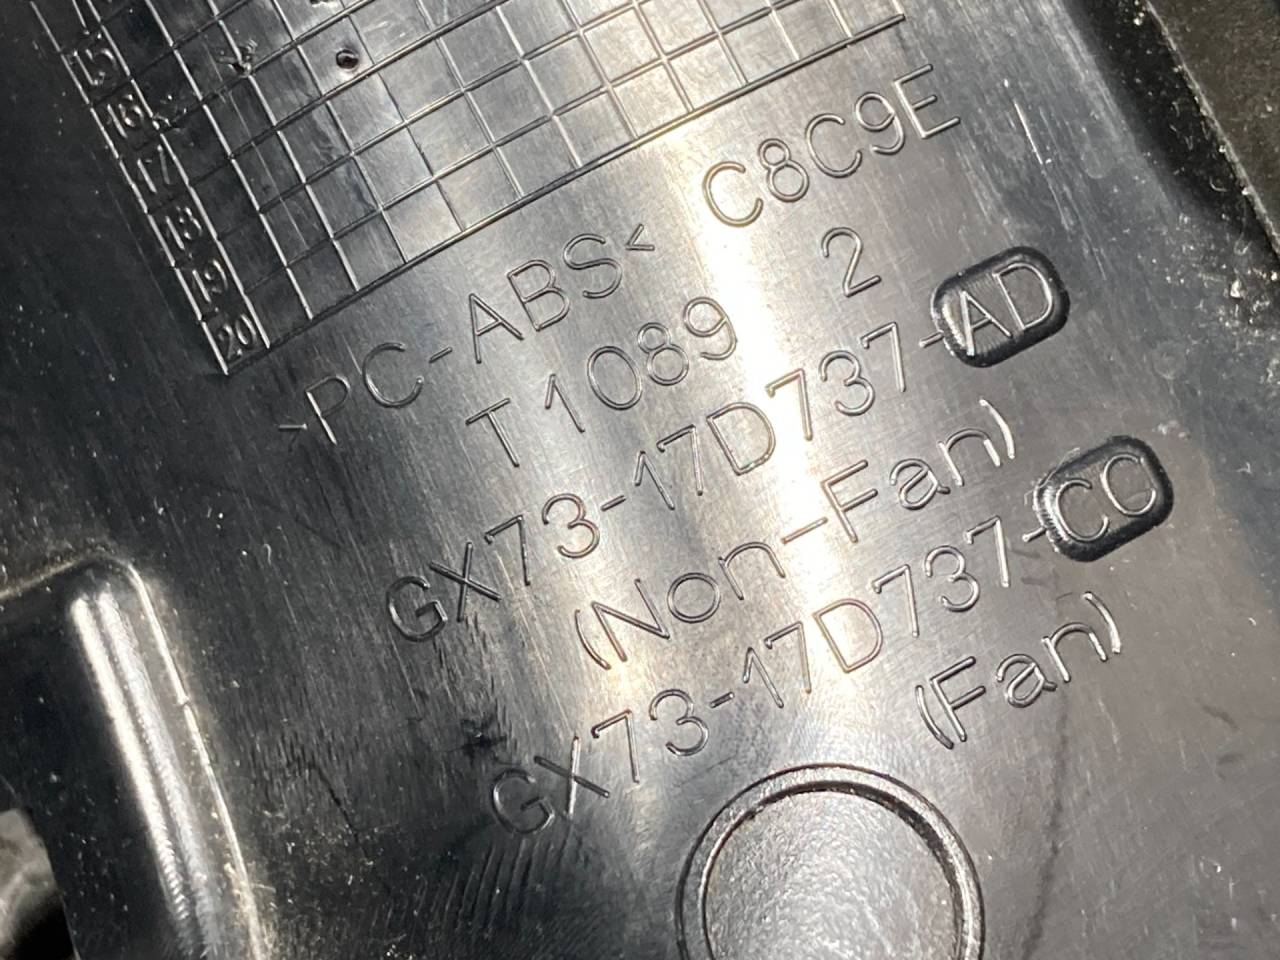 15
16
17
18
19
20
>PC-ABS< C8C9E
T1089 2
GX73-17D737-AD
(Non-Fan)
GX73-17D737-CC
(Fan)